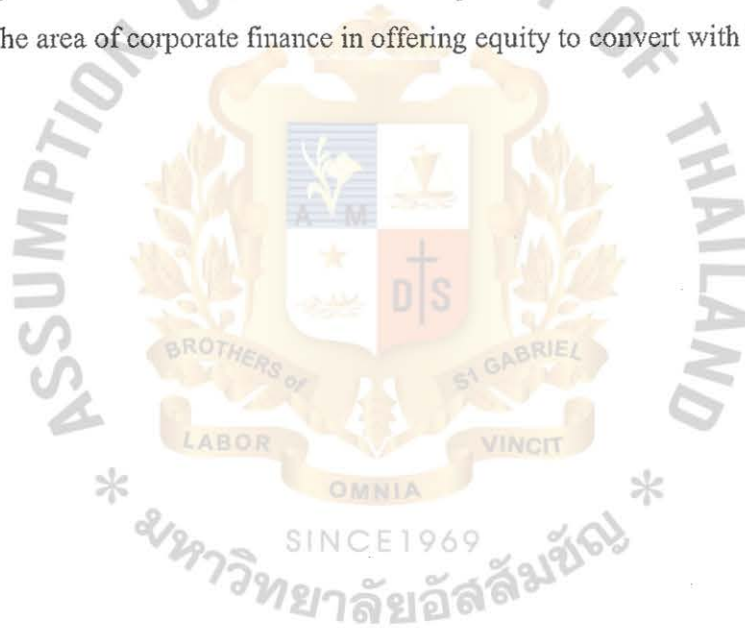 he area of corporate finance in offering equity to convert with
ASSUMPTION
OF THAILAND
A M
D S
BROTHERS of
ST GABRIEL
LABOR
VINCIT
OMNIA
SINCE1969
* มหาวิทยาลัยอัสสัมชัญ *